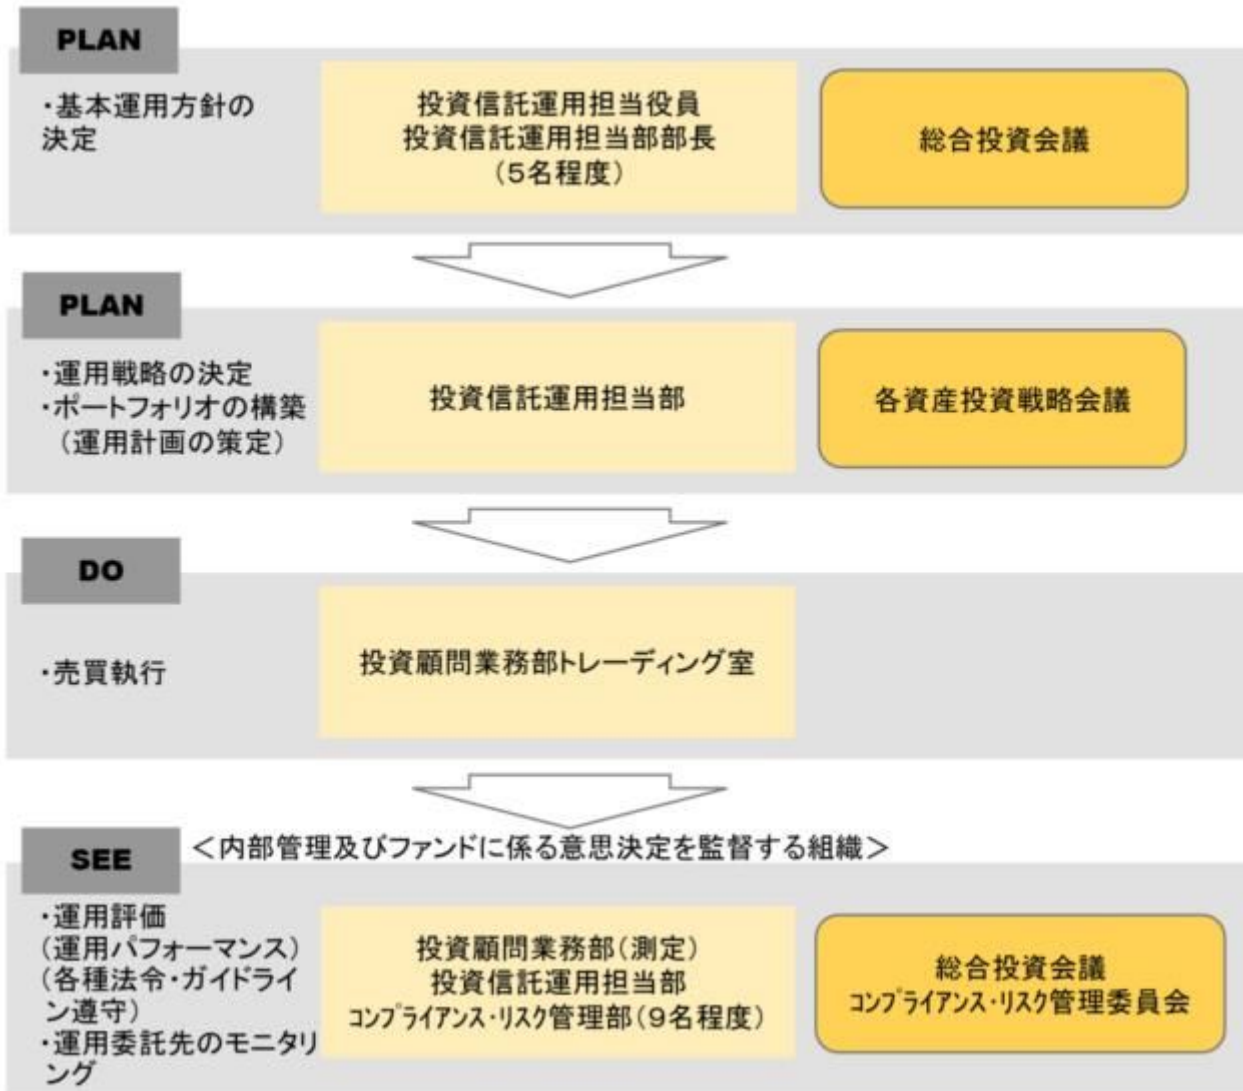 PLAN
・基本運用方針の
決定
投資信託運用担当役員
投資信託運用担当部部長
(5名程度)
総合投資会議
PLAN
・運用戦略の決定
・ポートフォリオの構築
(運用計画の策定)
投資信託運用担当部
各資産投資戦略会議
DO
・売買執行
投資顧問業務部トレーディング室
SEE
＜内部管理及びファンドに係る意思決定を監督する組織＞
・運用評価
(運用パフォーマンス)
(各種法令・ガイドライ
ン遵守)
・運用委託先のモニタリ
ング
投資顧問業務部(測定)
投資信託運用担当部
ｺﾝﾌﾟﾗｲｱﾝｽ・ﾘｽｸ管理部(9名程度)
総合投資会議
ｺﾝﾌﾟﾗｲｱﾝｽ・ﾘｽｸ管理委員会